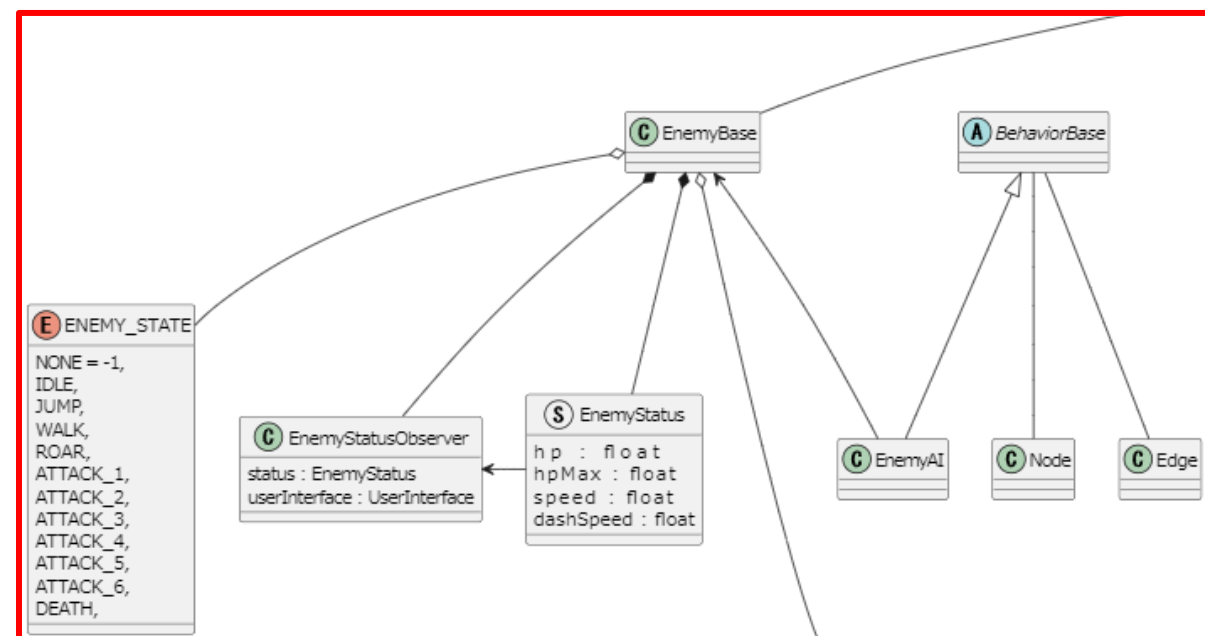 C EnemyBase
A BehaviorBase
E ENEMY_STATE
NONE = -1,
IDLE,
JUMP,
WALK,
ROAR,
ATTACK_1,
ATTACK_2,
ATTACK_3,
ATTACK_4,
ATTACK_5,
ATTACK_6,
DEATH,
C EnemyStatusObserver
status : EnemyStatus
userInterface : UserInterface
S EnemyStatus
hp : float
hpMax : float
speed : float
dashSpeed : float
C EnemyAI
C Node
C Edge